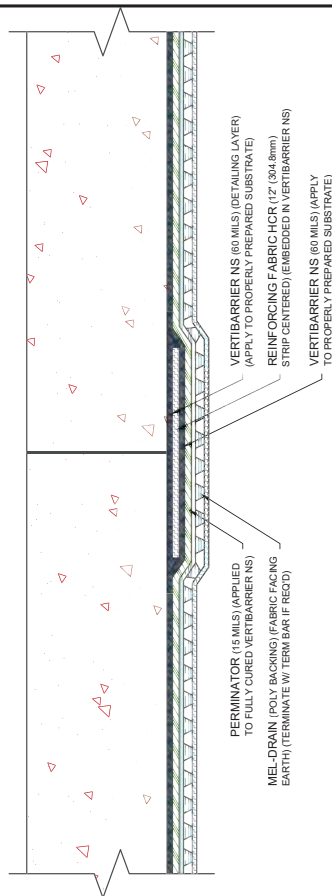 VERTIBARRIER NS (60 MILS) (DETAILING LAYER)
(APPLY TO PROPERLY PREPARED SUBSTRATE)
REINFORCING FABRIC HCR (12" (304.8mm)
STRIP CENTERED) (EMBEDDED IN VERTIBARRIER NS)
VERTIBARRIER NS (60 MILS) (APPLY
TO PROPERLY PREPARED SUBSTRATE)
PERMINATOR (15 MILS) (APPLIED
TO FULLY CURED VERTIBARRIER NS)
MEL-DRAIN (POLY BACKING) (FABRIC FACING
EARTH) (TERMINATE W/ TERM BAR IF REQ'D)